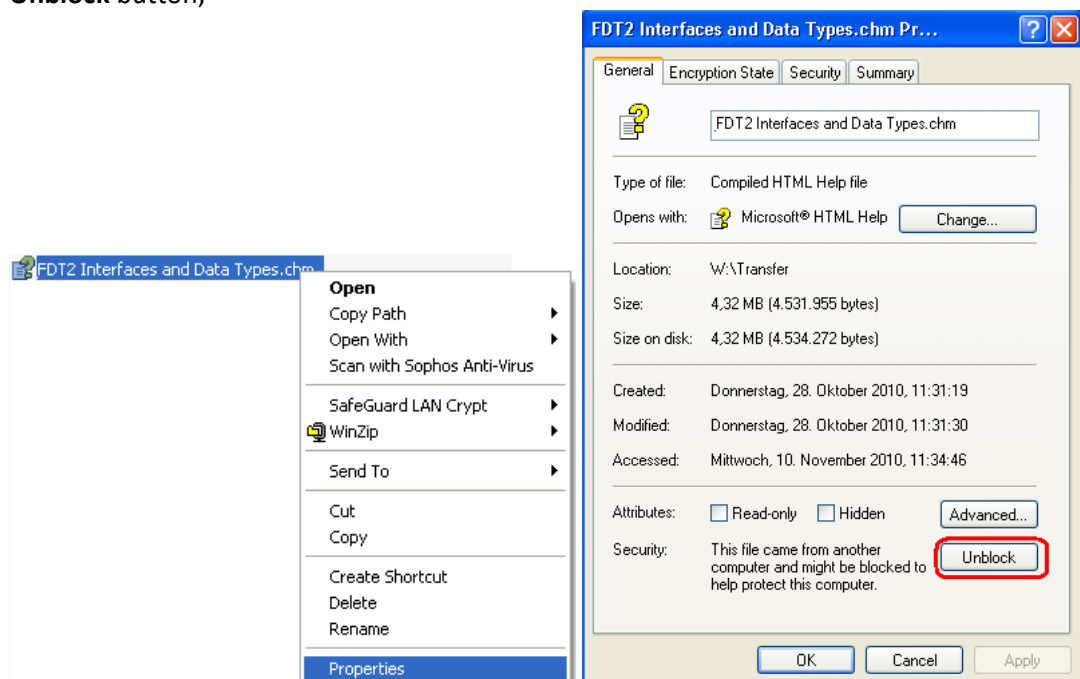 Unblock button)
FDT2 Interfaces and Data Types.chm
Open
Copy Path
Open With
Scan with Sophos Anti-Virus
SafeGuard LAN Crypt
WinZip
Send To
Cut
Copy
Create Shortcut
Delete
Rename
Properties
FDT2 Interfaces and Data Types.chm Pr...
General Encryption State Security Summary
FDT2 Interfaces and Data Types.chm
Type of file: Compiled HTML Help file
Opens with: Microsoft® HTML Help Change...
Location: W:\Transfer
Size: 4,32 MB (4.531.955 bytes)
Size on disk: 4,32 MB (4.534.272 bytes)
Created: Donnerstag, 28. Oktober 2010, 11:31:19
Modified: Donnerstag, 28. Oktober 2010, 11:31:30
Accessed: Mittwoch, 10. November 2010, 11:34:46
Attributes: Read-only Hidden Advanced...
Security: This file came from another
computer and might be blocked to
help protect this computer.
Unblock
OK Cancel Apply